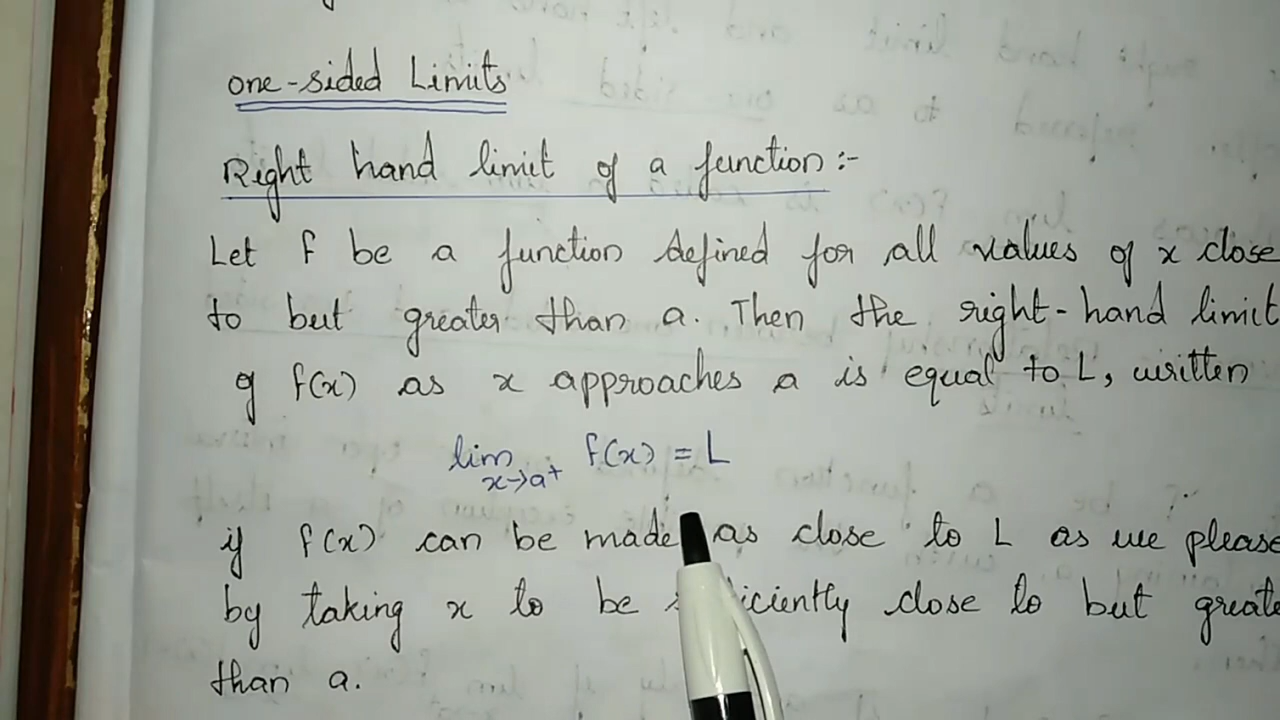 one-sided Limits
Right hand limit of a function :-
Let f be a function defined for all values of x close
to but greater than a. Then the right-hand limit
of f(x) as x approaches a is equal to L, written
lim x→a+ f(x) = L
if f(x) can be made as close to L as we please
by taking x to be close to but
than a.